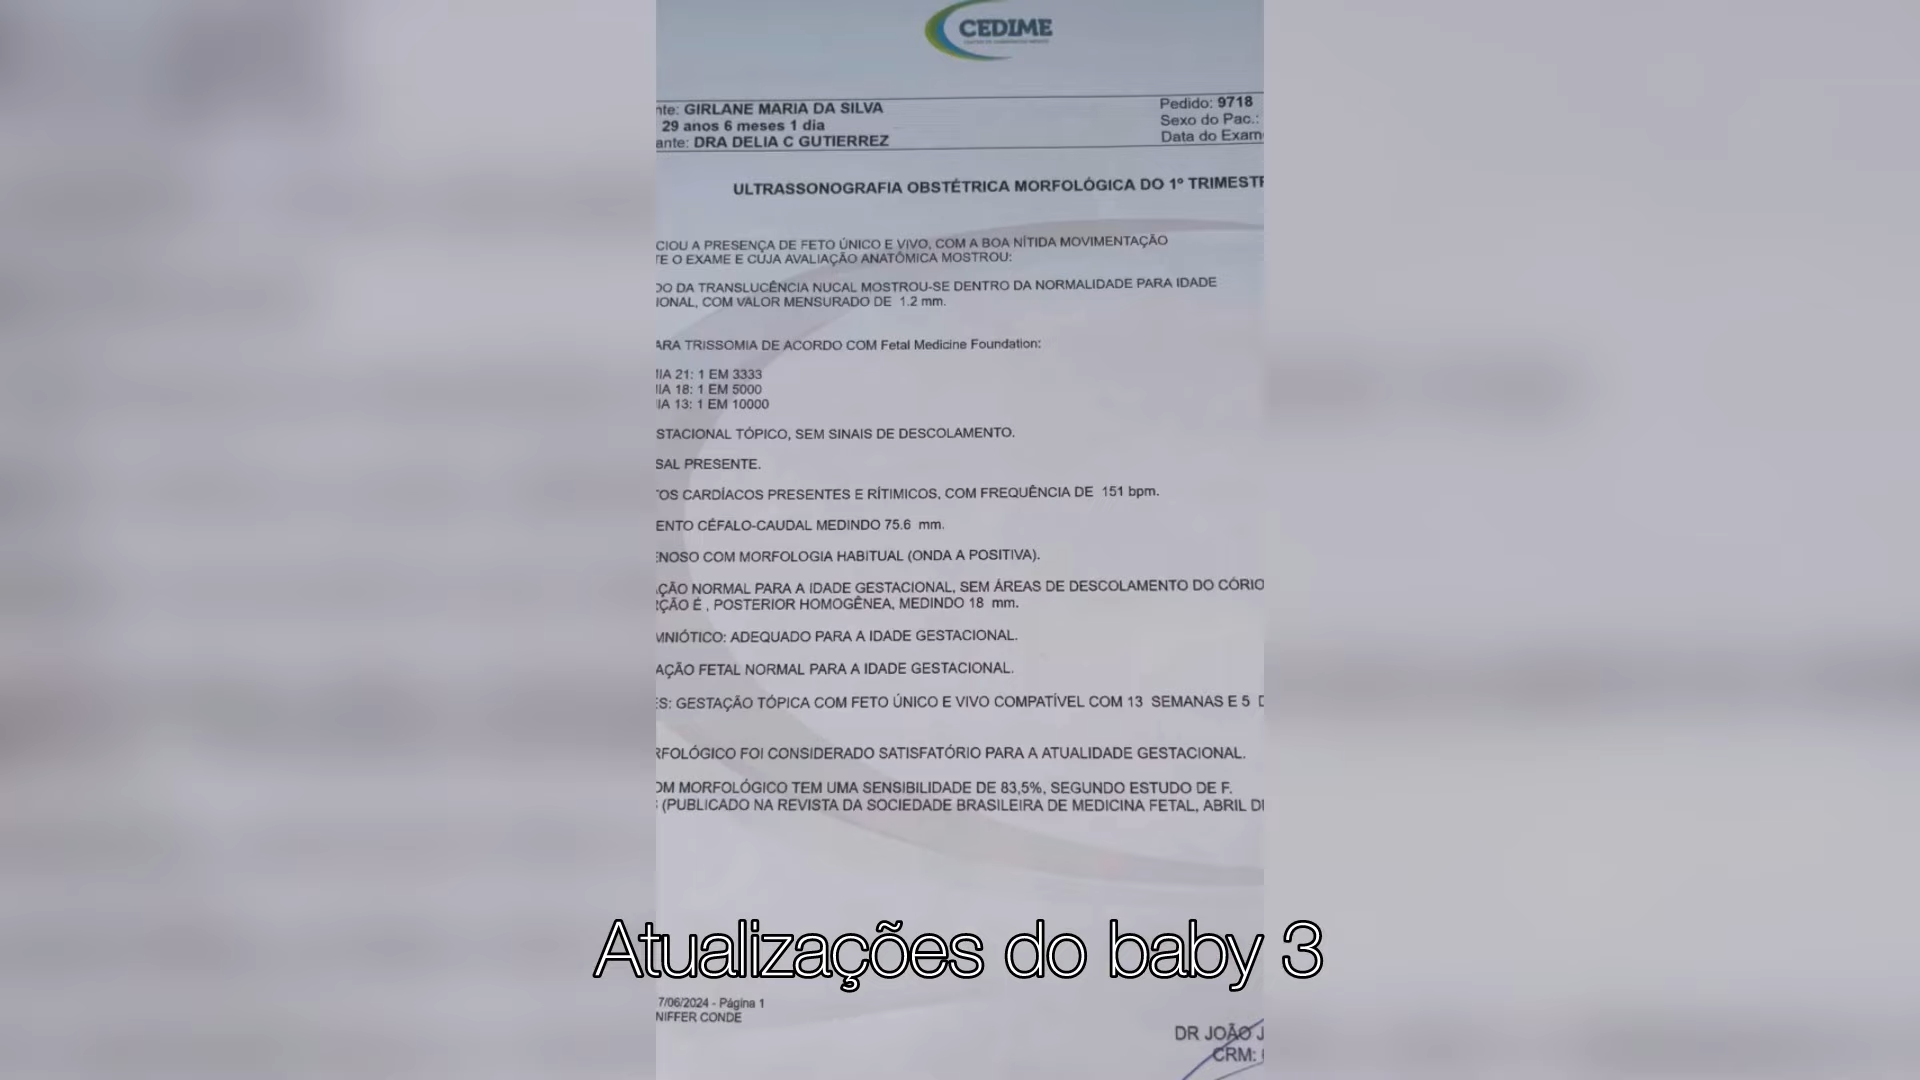 CEDIME
nte: GIRLANE MARIA DA SILVA
29 anos 6 meses 1 dia
ante: DRA DELIA C GUTIERREZ
Pedido: 9718
Sexo do Pac.:
Data do Exam
ULTRASSONOGRAFIA OBSTÉTRICA MORFOLÓGICA DO 1º TRIMESTR
CIOU A PRESENÇA DE FETO ÚNICO E VIVO, COM A BOA NÍTIDA MOVIMENTAÇÃO
TE O EXAME E CUJA AVALIAÇÃO ANATÔMICA MOSTROU:
DO DA TRANSLUCÊNCIA NUCAL MOSTROU-SE DENTRO DA NORMALIDADE PARA IDADE
IONAL, COM VALOR MENSURADO DE 1.2 mm.
ARA TRISSOMIA DE ACORDO COM Fetal Medicine Foundation:
IIA 21: 1 EM 3333
IIA 18: 1 EM 5000
IIA 13: 1 EM 10000
STACIONAL TÓPICO, SEM SINAIS DE DESCOLAMENTO.
SAL PRESENTE.
TOS CARDÍACOS PRESENTES E RÍTIMICOS, COM FREQUÊNCIA DE 151 bpm.
ENTO CÉFALO-CAUDAL MEDINDO 75.6 mm.
ENOSO COM MORFOLOGIA HABITUAL (ONDA A POSITIVA).
AÇÃO NORMAL PARA A IDADE GESTACIONAL, SEM ÁREAS DE DESCOLAMENTO DO CÓRIO
RÇÃO É , POSTERIOR HOMOGÊNEA, MEDINDO 18 mm.
MNIÓTICO: ADEQUADO PARA A IDADE GESTACIONAL.
AÇÃO FETAL NORMAL PARA A IDADE GESTACIONAL.
ES: GESTAÇÃO TÓPICA COM FETO ÚNICO E VIVO COMPATÍVEL COM 13 SEMANAS E 5 D
RFOLÓGICO FOI CONSIDERADO SATISFATÓRIO PARA A ATUALIDADE GESTACIONAL.
OM MORFOLÓGICO TEM UMA SENSIBILIDADE DE 83,5%, SEGUNDO ESTUDO DE F.
(PUBLICADO NA REVISTA DA SOCIEDADE BRASILEIRA DE MEDICINA FETAL, ABRIL DE
Atualizações do baby 3
7/06/2024 - Página 1
NIFFER CONDE
DR JOÃO J
CRM: